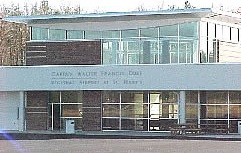 Captain Walter Francis Duke
Regional Airport at St. Mary's